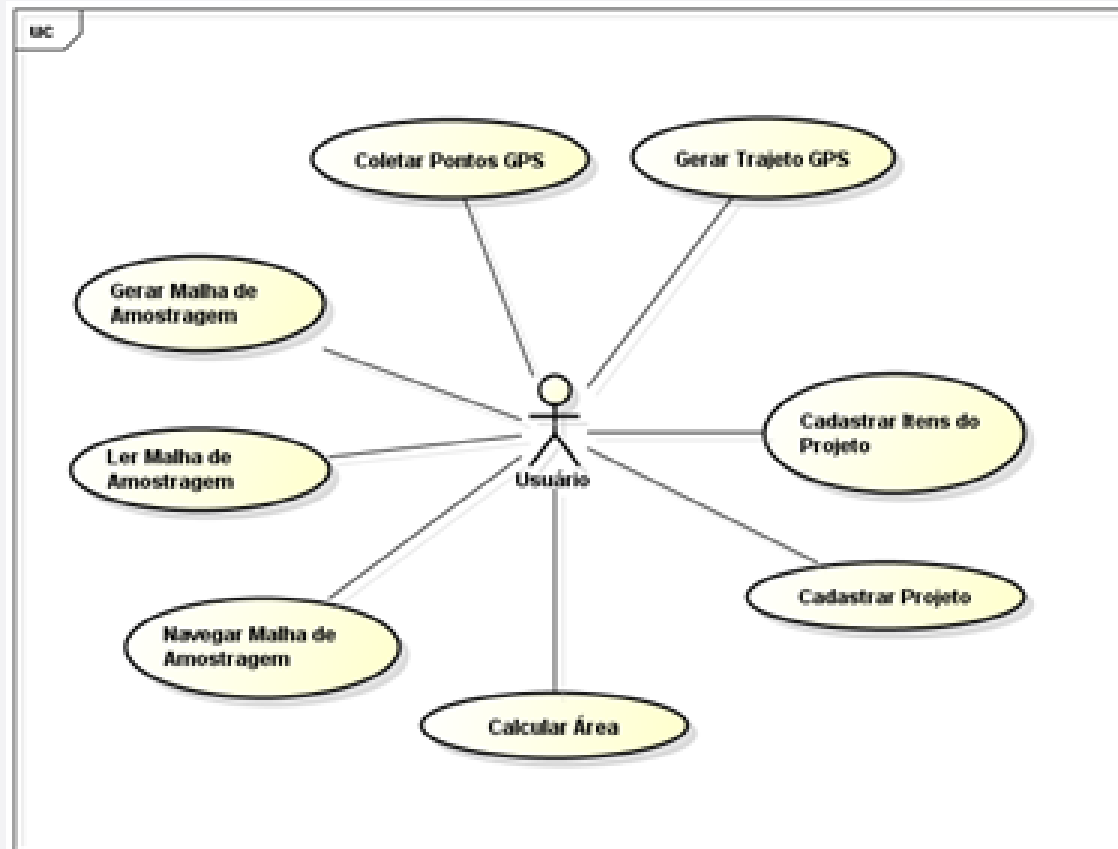 uc
Coletar Pontos GPS
Gerar Trajeto GPS
Gerar Malha de
Amostragem
Cadastrar Itens do
Projeto
Ler Malha de
Amostragem
Usuário
Cadastrar Projeto
Navegar Malha de
Amostragem
Calcular Área